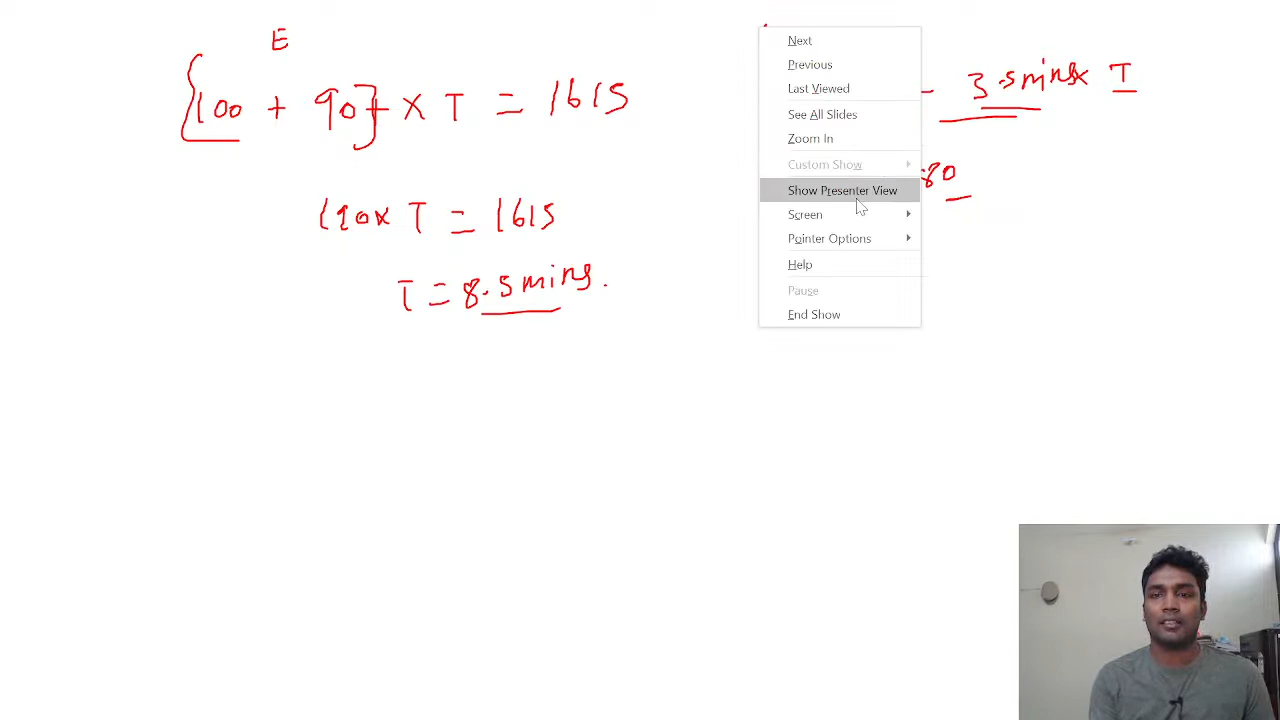 E
{100 + 90} × T = 1615
190 × T = 1615
T = 8.5 mins.
- 3.5 mins × T
80
Next
Previous
Last Viewed
See All Slides
Zoom In
Custom Show
Show Presenter View
Screen
Pointer Options
Help
Pause
End Show